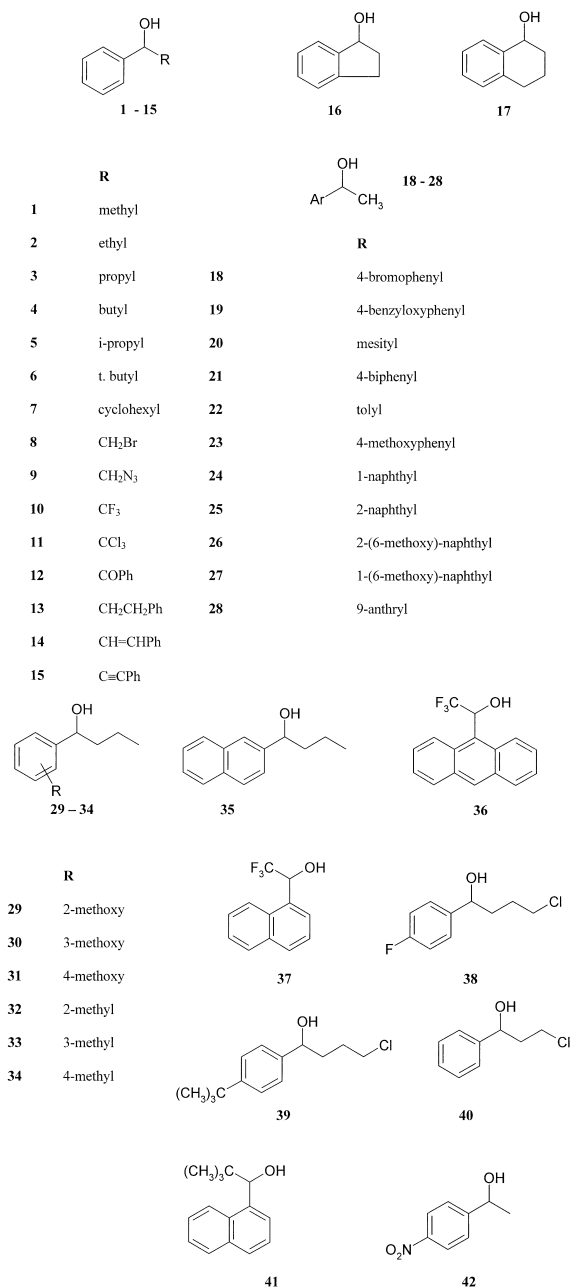 OH OH OH
R
1 - 15 16 17
OH
R 18 - 28
Ar CH₃
1 methyl
R
2 ethyl
3 propyl 18 4-bromophenyl
4 butyl 19 4-benzyloxyphenyl
5 i-propyl 20 mesityl
6 t. butyl 21 4-biphenyl
7 cyclohexyl 22 tolyl
8 CH₂Br 23 4-methoxyphenyl
9 CH₂N₃ 24 1-naphthyl
10 CF₃ 25 2-naphthyl
11 CCl₃ 26 2-(6-methoxy)-naphthyl
12 COPh 27 1-(6-methoxy)-naphthyl
13 CH₂CH₂Ph 28 9-anthryl
14 CH=CHPh
15 C≡CPh
OH OH F₃C OH
R
29 – 34 35 36
R F₃C OH
29 2-methoxy OH
30 3-methoxy Cl
31 4-methoxy F
37 38
32 2-methyl
33 3-methyl OH OH
34 4-methyl Cl Cl
(CH₃)₃C
39 40
(CH₃)₃C OH OH
O₂N
41 42